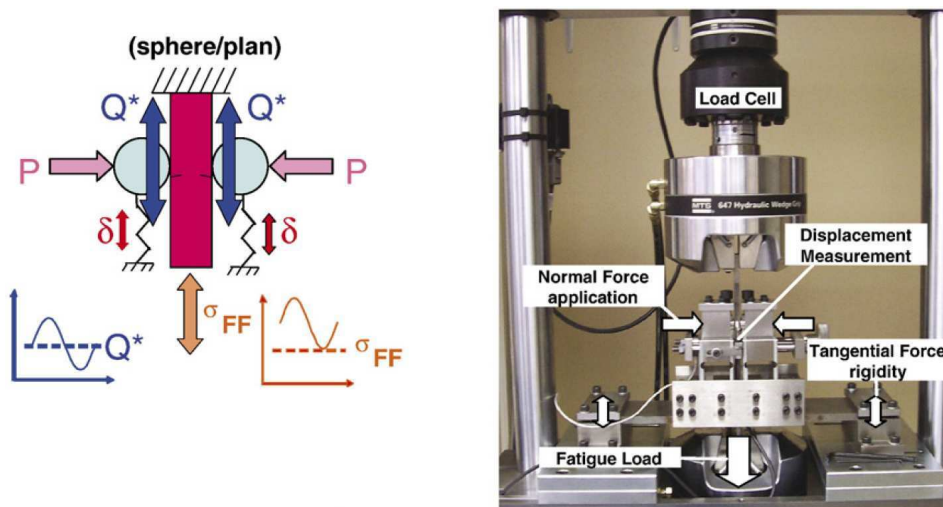 (sphere/plan)
Q*
Q*
P
P
δ
δ
σFF
Q*
σFF
Load Cell
MTS
647 Hydraulic Wedge Grip
Displacement
Measurement
Normal Force
application
Tangential Force
rigidity
Fatigue Load